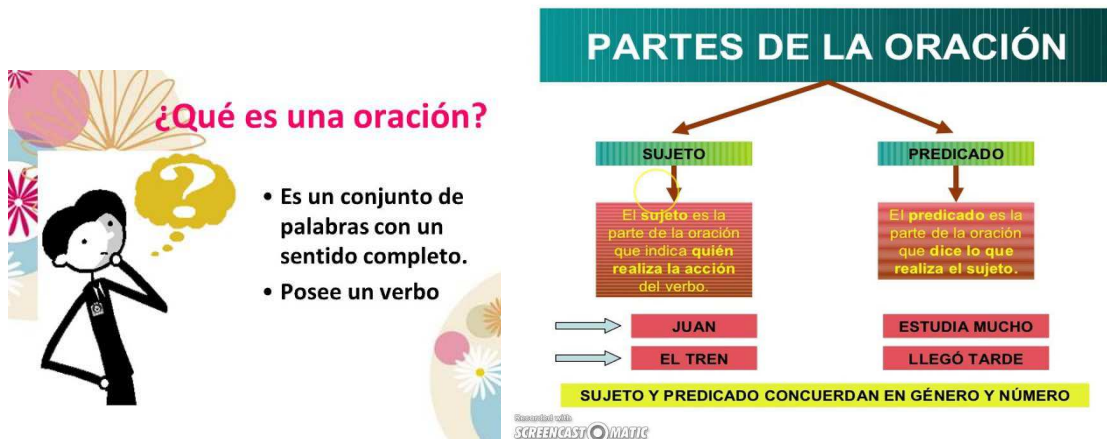 ¿Qué es una oración?
?
• Es un conjunto de
palabras con un
sentido completo.
• Posee un verbo
PARTES DE LA ORACIÓN
SUJETO
El sujeto es la
parte de la oración
que indica quién
realiza la acción
del verbo.
PREDICADO
El predicado es la
parte de la oración
que dice lo que
realiza el sujeto.
JUAN
ESTUDIA MUCHO
EL TREN
LLEGÓ TARDE
SUJETO Y PREDICADO CONCUERDAN EN GÉNERO Y NÚMERO
Recorded with
SCREENCAST MATIC